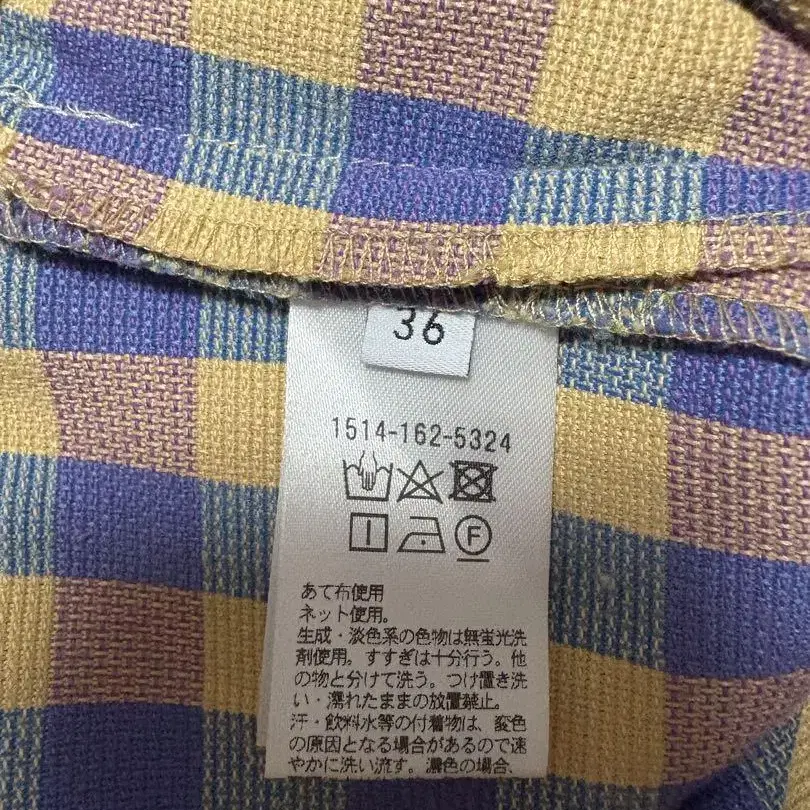 36
1514-162-5324
F
あて布使用
ネット使用。
生成・淡色系の色物は無蛍光洗
剤使用。すすぎは十分行う。他
の物と分けて洗う。つけ置き洗
い・濡れたままの放置禁止。
汗・飲料水等の付着物は、変色
の原因となる場合があるので速
やかに洗い流す。濃色の場合、